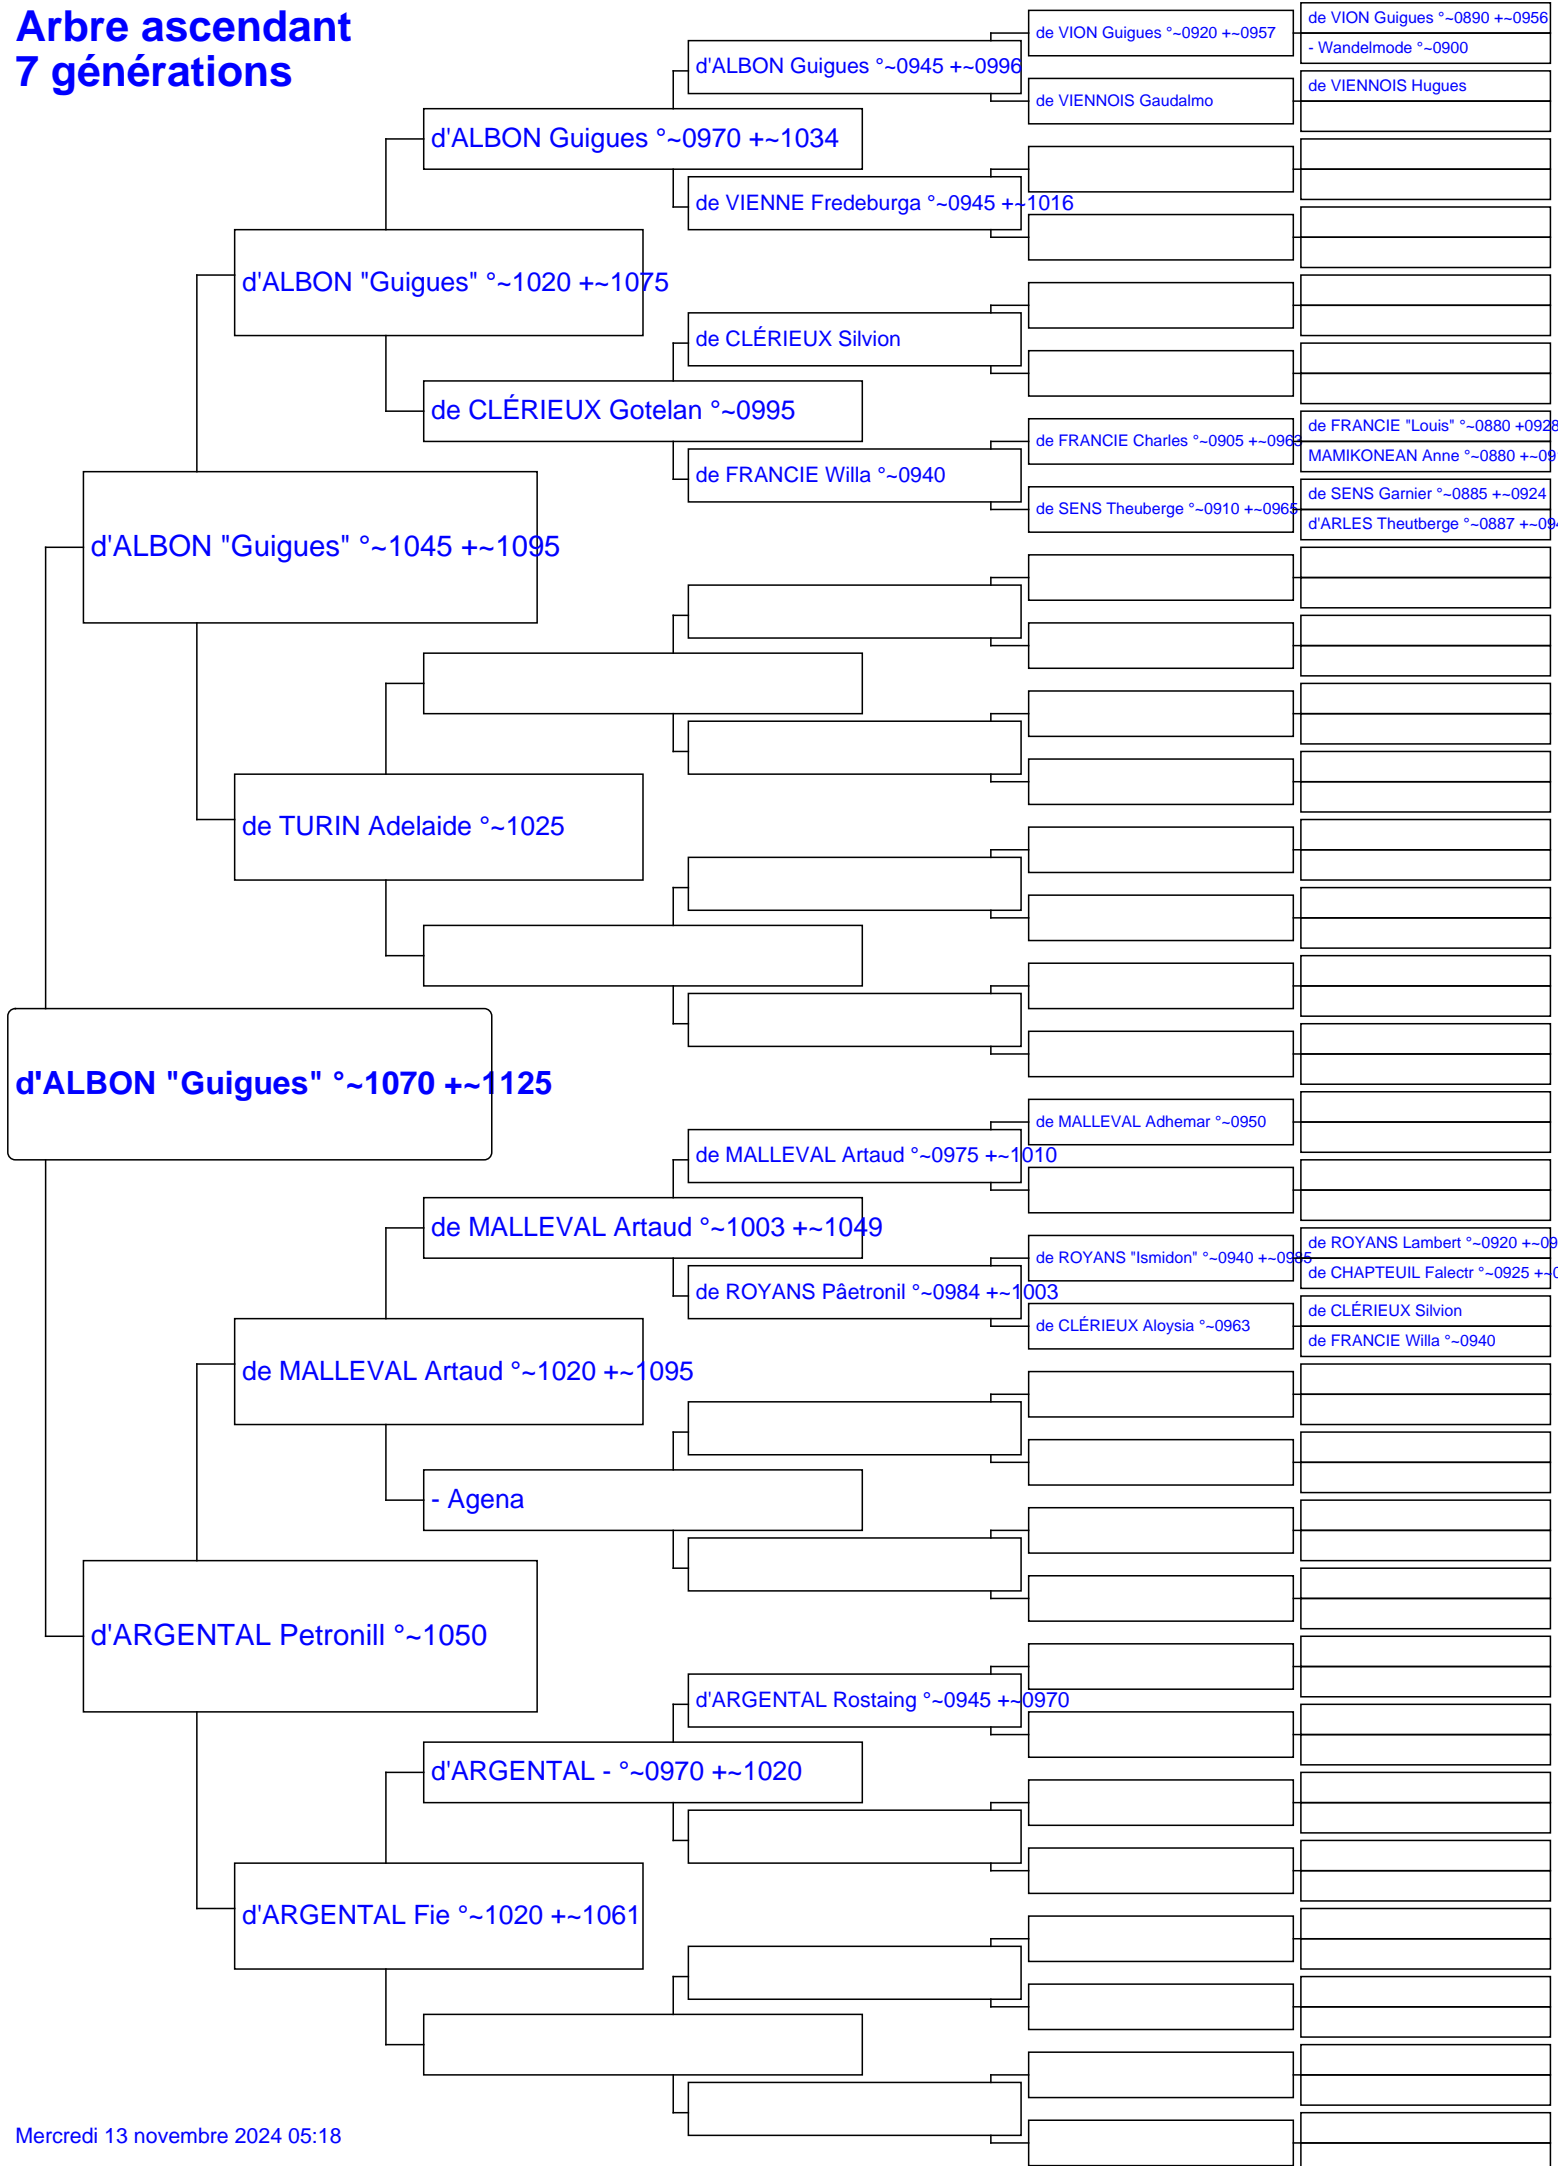 Arbre ascendant
7 générations
de VION Guigues °~0890 +~0956
de VION Guigues °~0920 +~0957
- Wandelmode °~0900
d'ALBON Guigues °~0945 +~0996
de VIENNOIS Hugues
de VIENNOIS Gaudalmo
d'ALBON Guigues °~0970 +~1034
de VIENNE Fredeburga °~0945 +~1016
d'ALBON "Guigues" °~1020 +~1075
de CLÉRIEUX Silvion
de CLÉRIEUX Gotelan °~0995
de FRANCIE "Louis" °~0880 +0928
de FRANCIE Charles °~0905 +~0963
MAMIKONEAN Anne °~0880 +~09
de FRANCIE Willa °~0940
de SENS Garnier °~0885 +~0924
de SENS Theuberge °~0910 +~0965
d'ARLES Theutberge °~0887 +~094
d'ALBON "Guigues" °~1045 +~1095
de TURIN Adelaide °~1025
d'ALBON "Guigues" °~1070 +~1125
de MALLEVAL Adhemar °~0950
de MALLEVAL Artaud °~0975 +~1010
de MALLEVAL Artaud °~1003 +~1049
de ROYANS Lambert °~0920 +~09
de ROYANS "Ismidon" °~0940 +~0985
de CHAPTEUIL Falectr °~0925 +~0
de ROYANS Pâetronil °~0984 +~1003
de CLÉRIEUX Silvion
de CLÉRIEUX Aloysia °~0963
de FRANCIE Willa °~0940
de MALLEVAL Artaud °~1020 +~1095
- Agena
d'ARGENTAL Petronill °~1050
d'ARGENTAL Rostaing °~0945 +~0970
d'ARGENTAL - °~0970 +~1020
d'ARGENTAL Fie °~1020 +~1061
Mercredi 13 novembre 2024 05:18